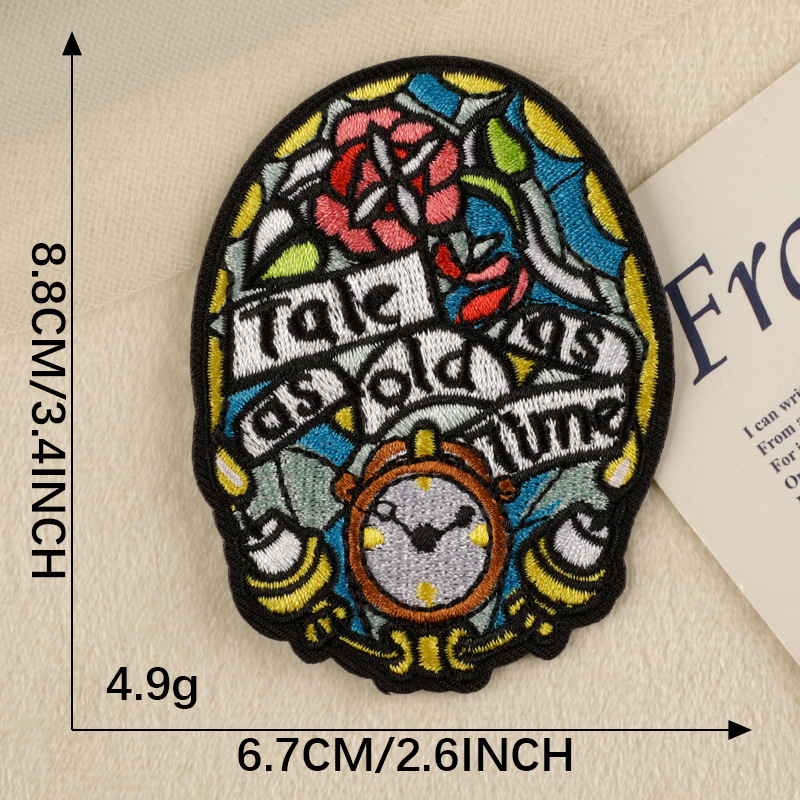 Tale
as
as old
Time
Fro
I can wri
From a
For i
8.8CM/3.4INCH
4.9g
6.7CM/2.6INCH